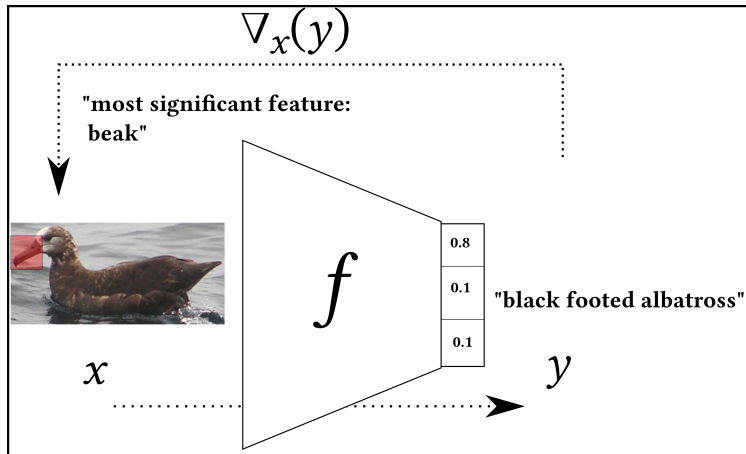 ∇x(y)
"most significant feature:
beak"
f
0.8
0.1
0.1
"black footed albatross"
x
y